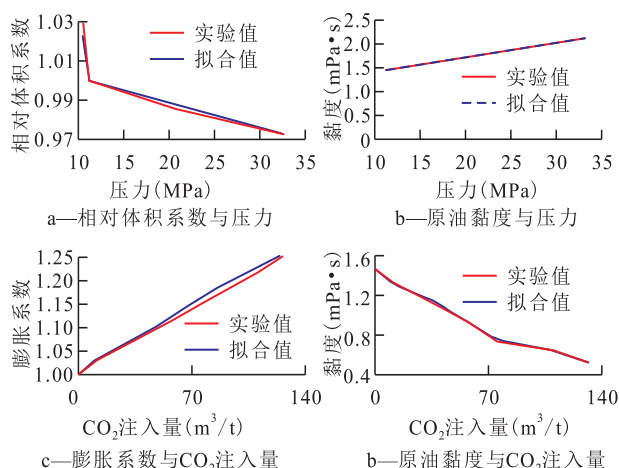 相对体积系数
1.03
1.01
0.99
0.97
实验值
拟合值
10 15 20 25 30 35
压力(MPa)
a—相对体积系数与压力
黏度(mPa•s)
2.5
2.0
1.5
1.0
0.5
0
实验值
拟合值
10 15 20 25 30 35
压力(MPa)
b—原油黏度与压力
膨胀系数
1.25
1.20
1.15
1.10
1.05
1.00
实验值
拟合值
0 70 140
CO₂注入量(m³/t)
c—膨胀系数与CO₂注入量
黏度(mPa•s)
1.6
1.2
0.8
0.4
实验值
拟合值
0 70 140
CO₂注入量(m³/t)
b—原油黏度与CO₂注入量